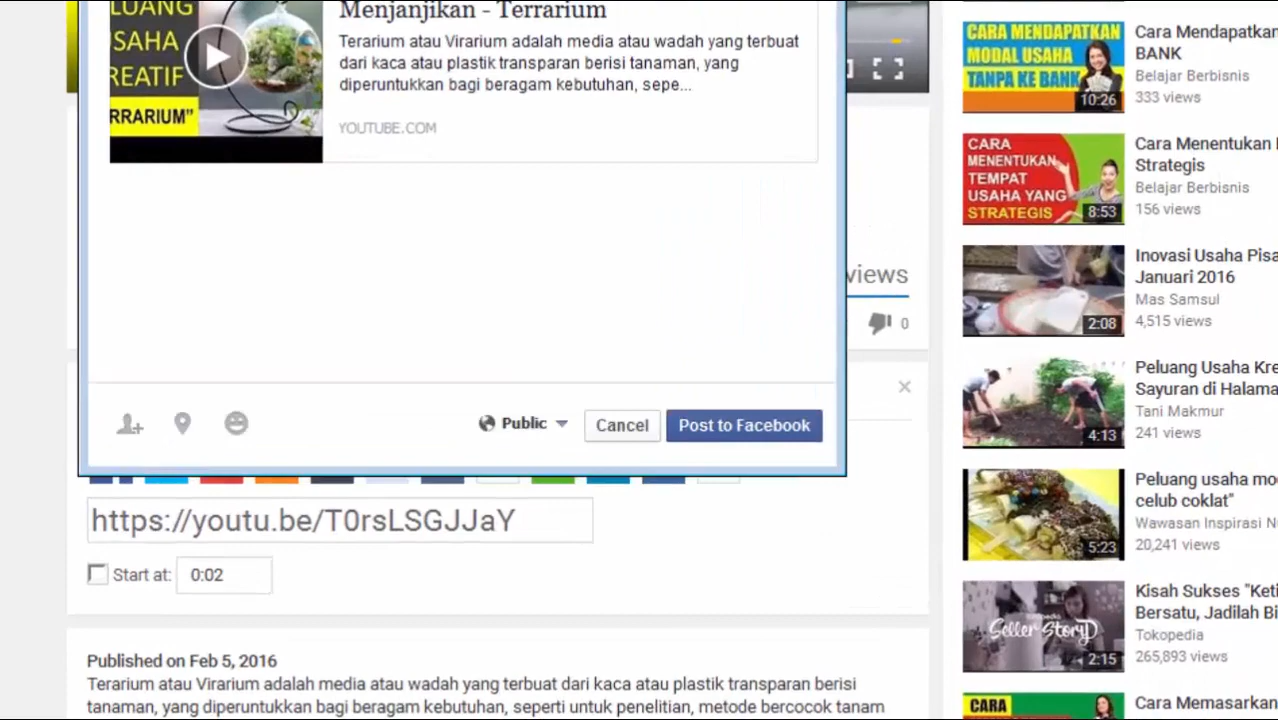 LUANG
USAHA
REATIF
ERRARIUM"
Menjanjikan - Terrarium
Terarium atau Virarium adalah media atau wadah yang terbuat
dari kaca atau plastik transparan berisi tanaman, yang
diperuntukkan bagi beragam kebutuhan, sepe...
YOUTUBE.COM
views
0
Public
Cancel
Post to Facebook
https://youtu.be/T0rsLSGJJaY
Start at:
0:02
Published on Feb 5, 2016
Terarium atau Virarium adalah media atau wadah yang terbuat dari kaca atau plastik transparan berisi
tanaman, yang diperuntukkan bagi beragam kebutuhan, seperti untuk penelitian, metode bercocok tanam
CARA MENDAPATKAN
MODAL USAHA
TANPA KE BANK
10:26
Cara Mendapatkan
BANK
Belajar Berbisnis
333 views
CARA
MENENTUKAN
TEMPAT
USAHA YANG
STRATEGIS
8:53
Cara Menentukan
Strategis
Belajar Berbisnis
156 views
2:08
Inovasi Usaha Pisa
Januari 2016
Mas Samsul
4,515 views
4:13
Peluang Usaha Kre
Sayuran di Halama
Tani Makmur
241 views
5:23
Peluang usaha mo
celub coklat"
Wawasan Inspirasi N
20,241 views
tokopedia
Seller Story
2:15
Kisah Sukses "Keti
Bersatu, Jadilah Bi
Tokopedia
265,893 views
CARA
Cara Memasarkan